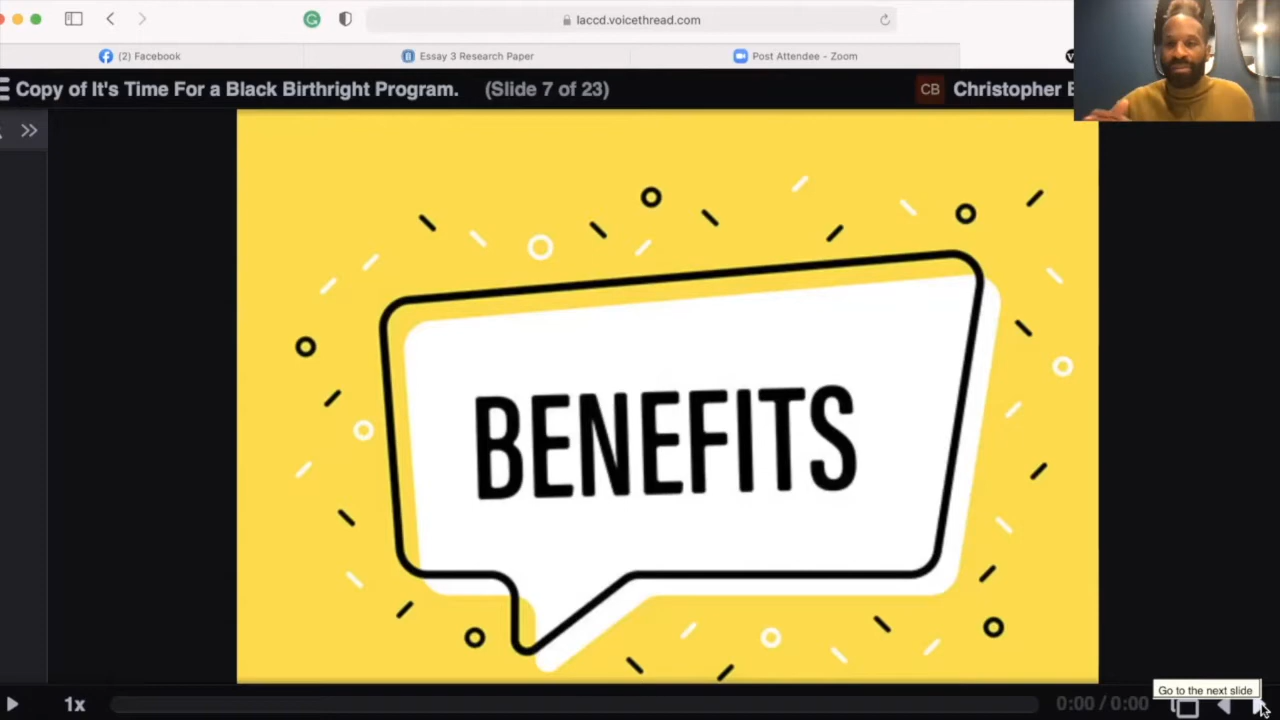 laccd.voicethread.com
(2) Facebook
Essay 3 Research Paper
Post Attendee - Zoom
Copy of It's Time For a Black Birthright Program. (Slide 7 of 23)
CB Christopher
BENEFITS
1x
0:00 / 0:00
Go to the next slide